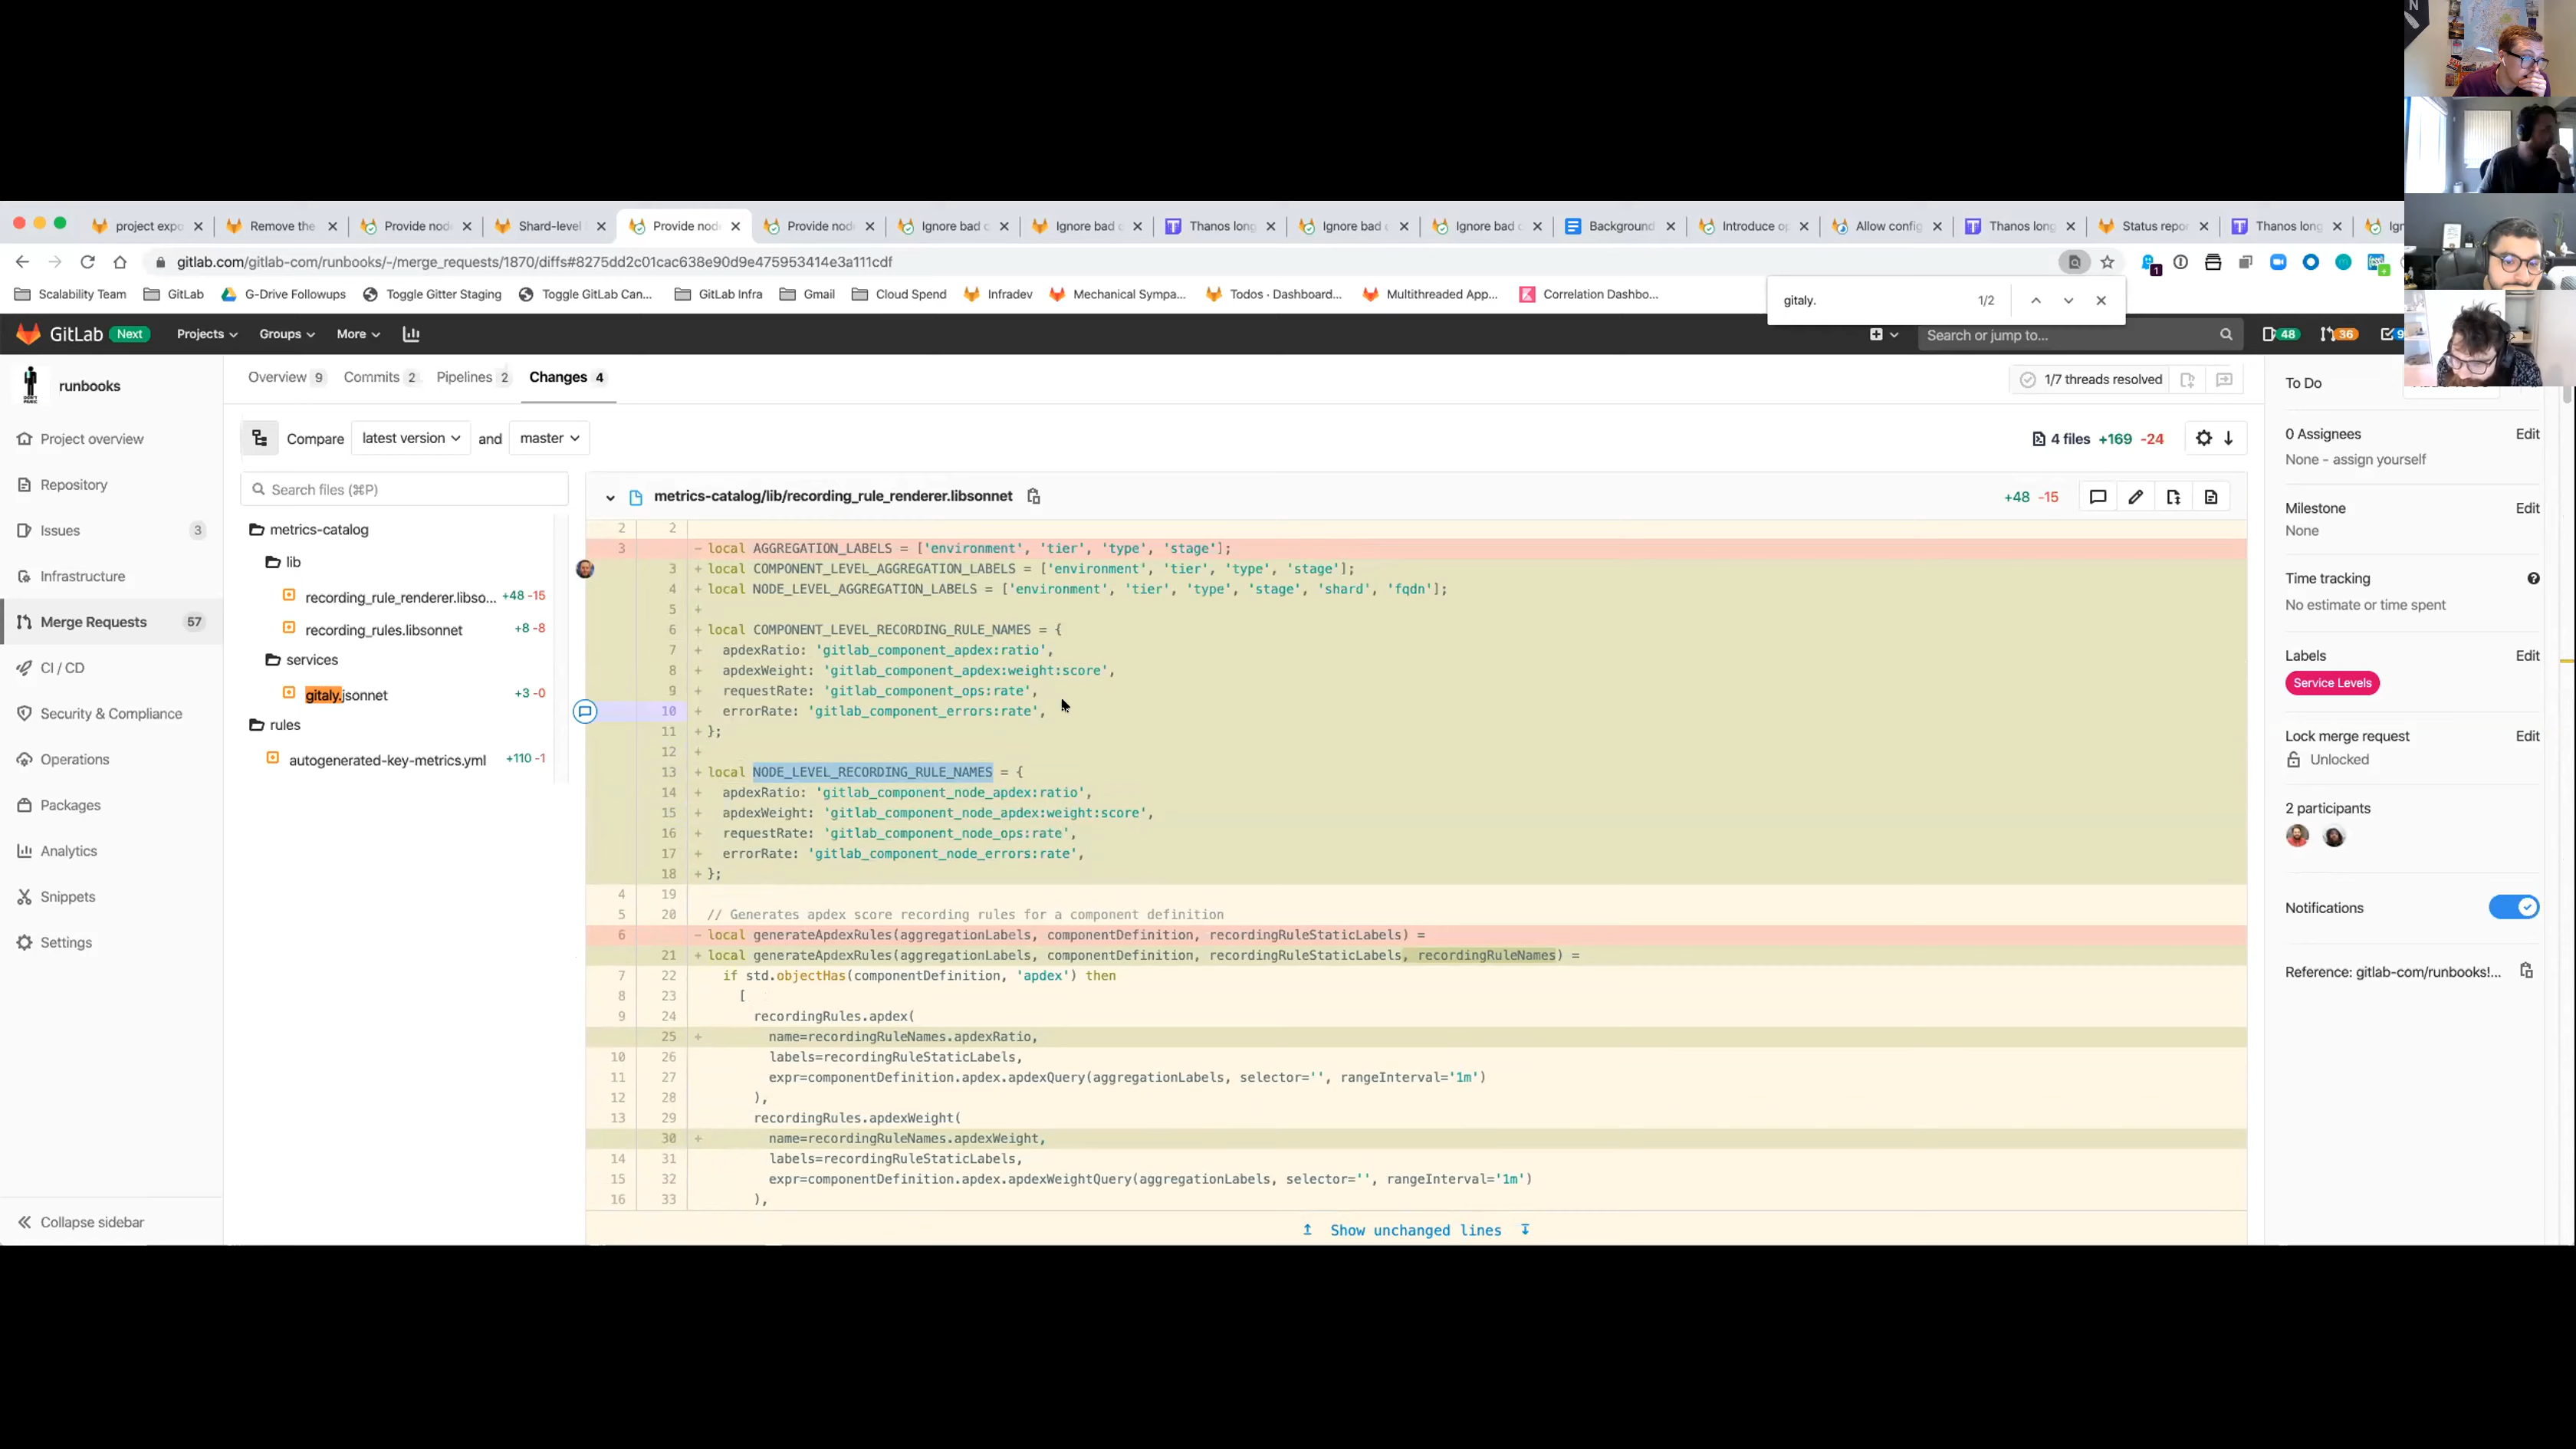 project expo
Remove the
Provide nod
Shard-level
Provide nod
Provide nod
Ignore bad c
Ignore bad c
Thanos long
Ignore bad
Ignore bad c
Background
Introduce op
Allow config
Thanos long
Status repo
Thanos long
Ign
gitlab.com/gitlab-com/runbooks/-/merge_requests/1870/diffs#8275dd2c01cac638e90d9e475953414e3a111cdf
Scalability Team
GitLab
G-Drive Followups
Toggle Gitter Staging
Toggle GitLab Can...
GitLab Infra
Gmail
Cloud Spend
Infradev
Mechanical Sympa...
Todos · Dashboard...
Multithreaded App...
Correlation Dashbo...
gitaly. 1/2
GitLab Next Projects Groups More
Search or jump to...
48
36
9
runbooks
Project overview
Repository
Issues 3
Infrastructure
Merge Requests 57
CI / CD
Security & Compliance
Operations
Packages
Analytics
Snippets
Settings
Collapse sidebar
Overview 9 Commits 2 Pipelines 2 Changes 4
1/7 threads resolved
Compare latest version and master
4 files +169 -24
Search files (⌘P)
metrics-catalog
lib
recording_rule_renderer.libso... +48 -15
recording_rules.libsonnet +8 -8
services
gitaly.jsonnet +3 -0
rules
autogenerated-key-metrics.yml +110 -1
metrics-catalog/lib/recording_rule_renderer.libsonnet +48 -15
2 2
3 - local AGGREGATION_LABELS = ['environment', 'tier', 'type', 'stage'];
3 + local COMPONENT_LEVEL_AGGREGATION_LABELS = ['environment', 'tier', 'type', 'stage'];
4 + local NODE_LEVEL_AGGREGATION_LABELS = ['environment', 'tier', 'type', 'stage', 'shard', 'fqdn'];
5 +
6 + local COMPONENT_LEVEL_RECORDING_RULE_NAMES = {
7 + apdexRatio: 'gitlab_component_apdex:ratio',
8 + apdexWeight: 'gitlab_component_apdex:weight:score',
9 + requestRate: 'gitlab_component_ops:rate',
10 + errorRate: 'gitlab_component_errors:rate',
11 + };
12 +
13 + local NODE_LEVEL_RECORDING_RULE_NAMES = {
14 + apdexRatio: 'gitlab_component_node_apdex:ratio',
15 + apdexWeight: 'gitlab_component_node_apdex:weight:score',
16 + requestRate: 'gitlab_component_node_ops:rate',
17 + errorRate: 'gitlab_component_node_errors:rate',
18 + };
4 19
5 20 // Generates apdex score recording rules for a component definition
6 - local generateApdexRules(aggregationLabels, componentDefinition, recordingRuleStaticLabels) =
21 + local generateApdexRules(aggregationLabels, componentDefinition, recordingRuleStaticLabels, recordingRuleNames) =
7 22 if std.objectHas(componentDefinition, 'apdex') then
8 23 [
9 24 recordingRules.apdex(
25 + name=recordingRuleNames.apdexRatio,
10 26 labels=recordingRuleStaticLabels,
11 27 expr=componentDefinition.apdex.apdexQuery(aggregationLabels, selector='', rangeInterval='1m')
12 28 ),
13 29 recordingRules.apdexWeight(
30 + name=recordingRuleNames.apdexWeight,
14 31 labels=recordingRuleStaticLabels,
15 32 expr=componentDefinition.apdex.apdexWeightQuery(aggregationLabels, selector='', rangeInterval='1m')
16 33 ),
Show unchanged lines
To Do
0 Assignees Edit
None - assign yourself
Milestone Edit
None
Time tracking
No estimate or time spent
Labels Edit
Service Levels
Lock merge request Edit
Unlocked
2 participants
Notifications
Reference: gitlab-com/runbooks!...